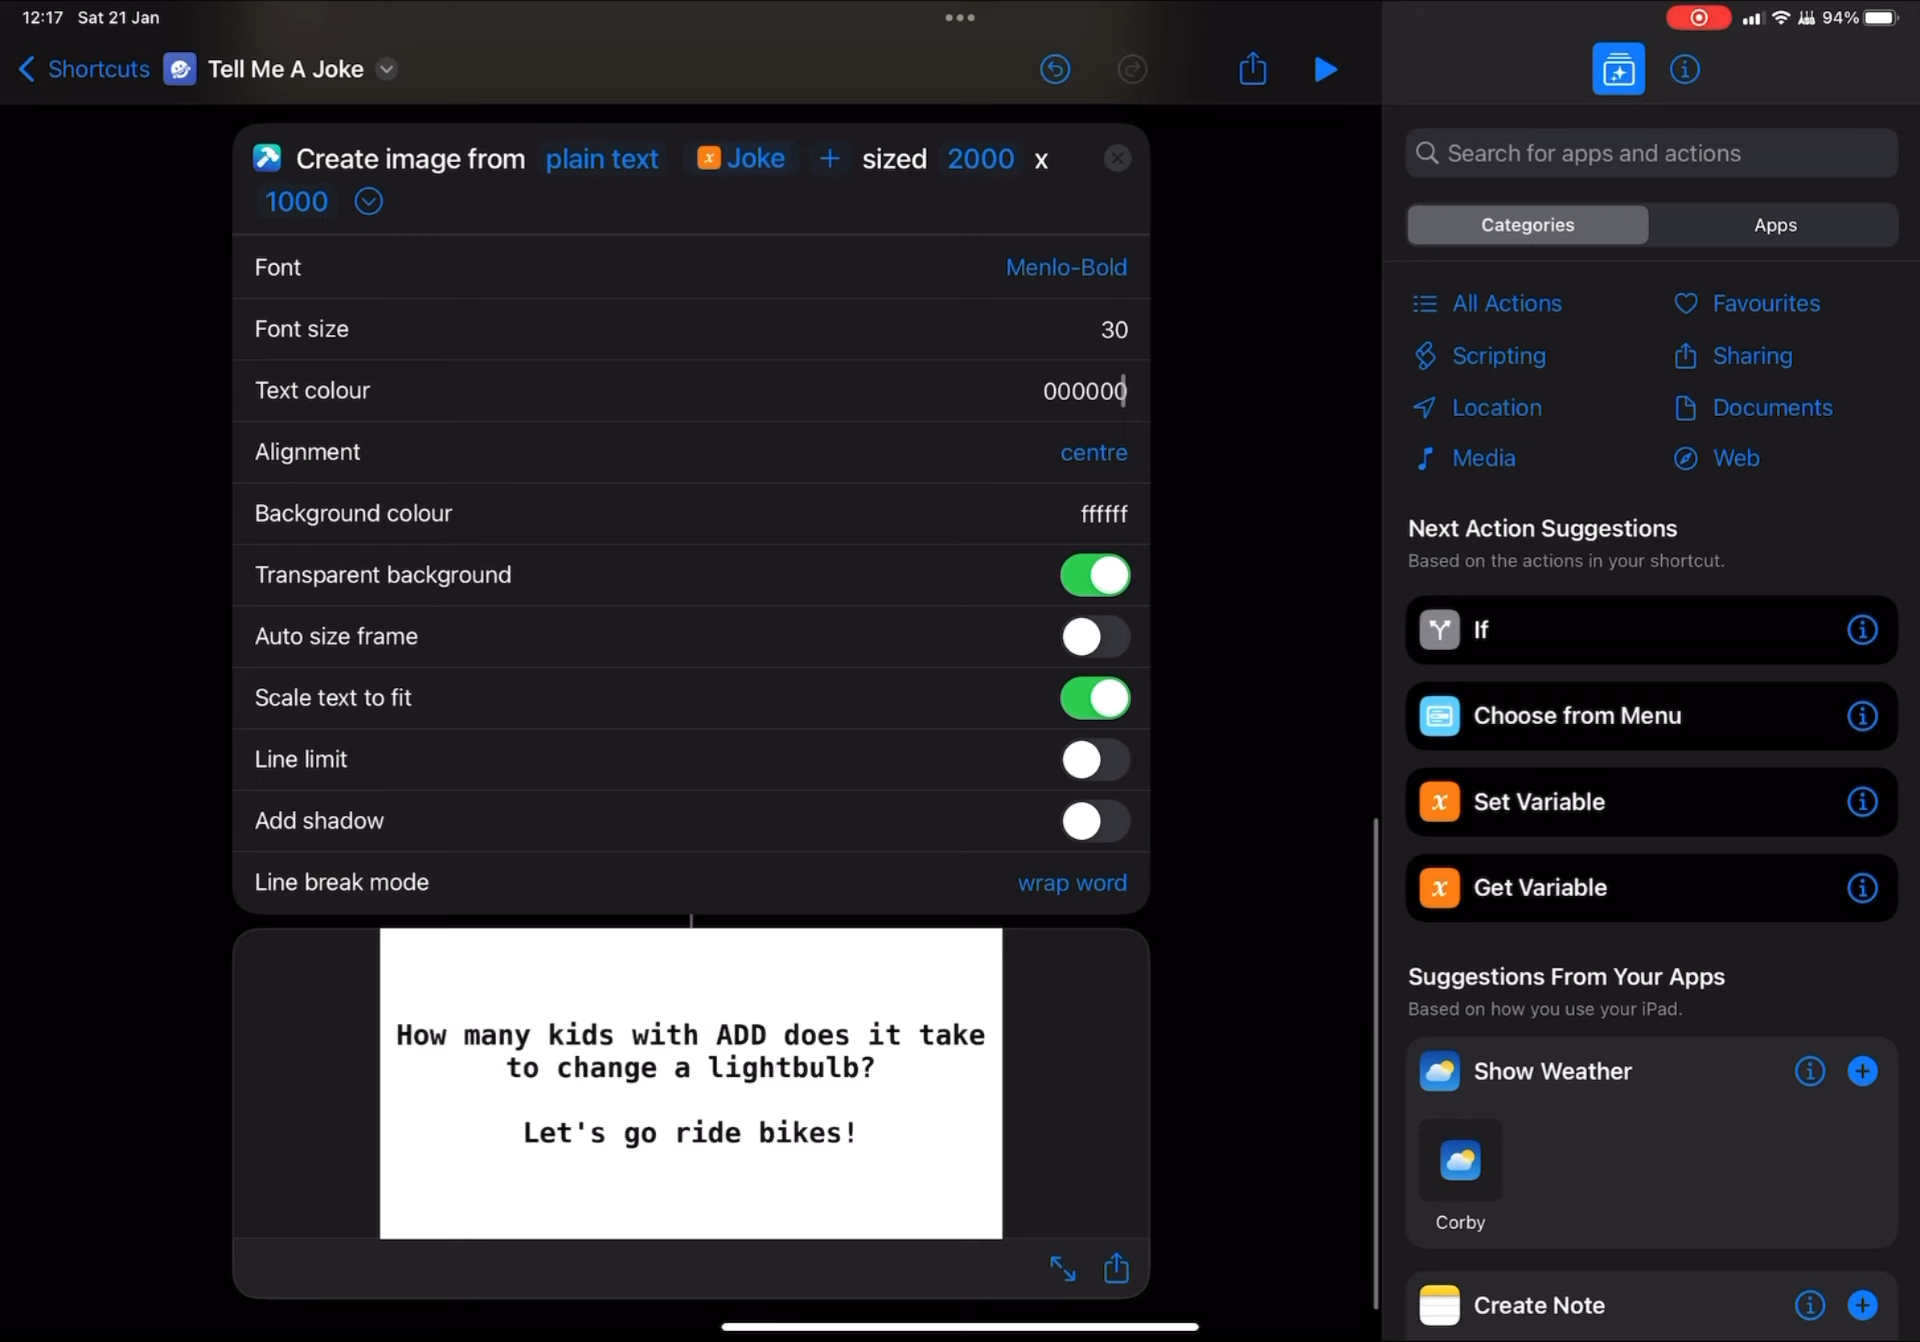 12:17 Sat 21 Jan
94%
Shortcuts Tell Me A Joke
Create image from plain text Joke + sized 2000 x
1000
Font Menlo-Bold
Font size 30
Text colour 000000
Alignment centre
Background colour ffffff
Transparent background
Auto size frame
Scale text to fit
Line limit
Add shadow
Line break mode wrap word
How many kids with ADD does it take
to change a lightbulb?
Let's go ride bikes!
Search for apps and actions
Categories Apps
All Actions Favourites
Scripting Sharing
Location Documents
Media Web
Next Action Suggestions
Based on the actions in your shortcut.
If
Choose from Menu
Set Variable
Get Variable
Suggestions From Your Apps
Based on how you use your iPad.
Show Weather
Corby
Create Note